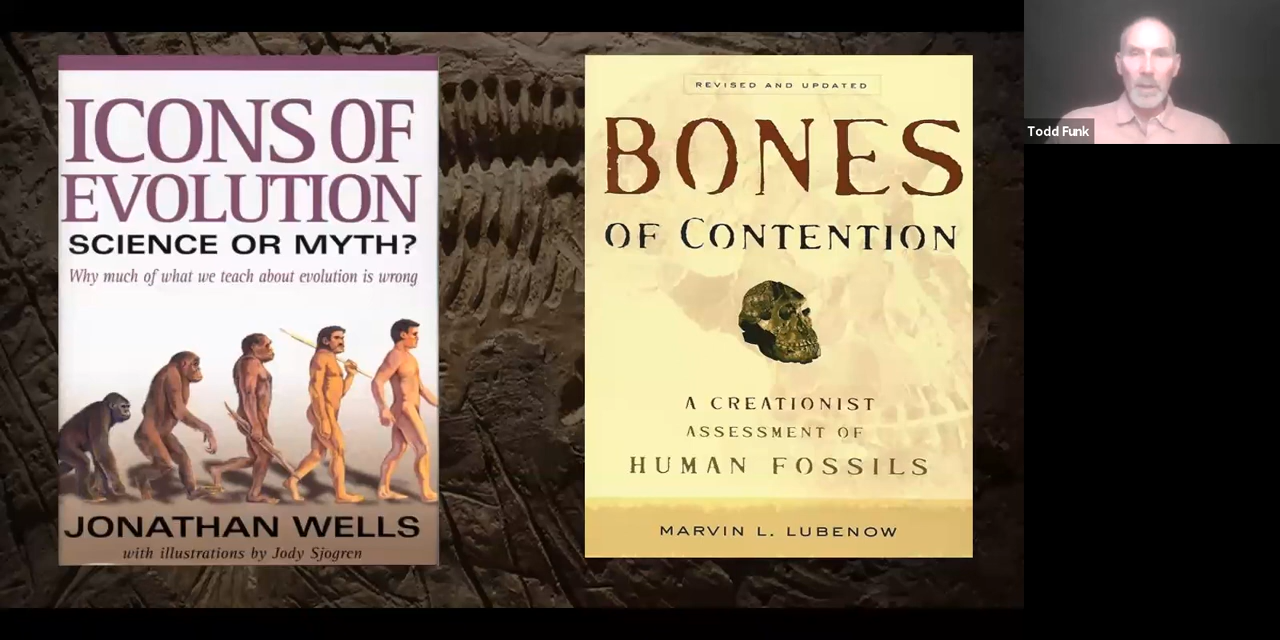 ICONS OF
EVOLUTION
SCIENCE OR MYTH?
Why much of what we teach about evolution is wrong
JONATHAN WELLS
with illustrations by Jody Sjogren
REVISED AND UPDATED
BONES
OF CONTENTION
A CREATIONIST
ASSESSMENT OF
HUMAN FOSSILS
MARVIN L. LUBENOW
Todd Funk